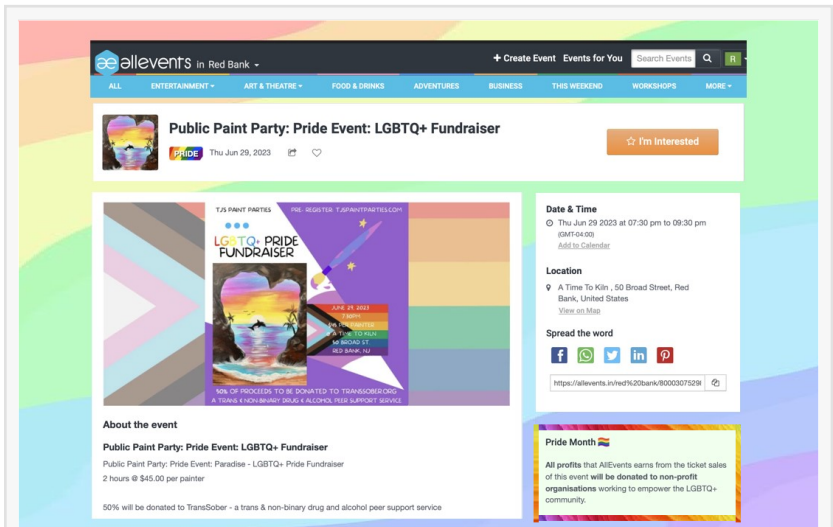 allevents in Red Bank
+ Create Event Events for You Search Events R
ALL ENTERTAINMENT ART & THEATRE FOOD & DRINKS ADVENTURES BUSINESS THIS WEEKEND WORKSHOPS MORE
Public Paint Party: Pride Event: LGBTQ+ Fundraiser
I'm Interested
PRIDE Thu Jun 29, 2023
TJS PAINT PARTIES PRE-REGISTER: TJSPAINTPARTIES.COM
LGBTQ+ PRIDE
FUNDRAISER
JUNE 29, 2023
PER PAINTER
A TIME TO KILN
50 BROAD ST.
RED BANK, NJ
50% OF PROCEEDS TO BE DONATED TO TRANSSOBER.ORG
A TRANS & NON-BINARY DRUG & ALCOHOL PEER SUPPORT SERVICE
About the event
Public Paint Party: Pride Event: LGBTQ+ Fundraiser
Public Paint Party: Pride Event: Paradise - LGBTQ+ Pride Fundraiser
2 hours @ $45.00 per painter
50% will be donated to TransSober - a trans & non-binary drug and alcohol peer support service
Date & Time
Thu Jun 29 2023 at 07:30 pm to 09:30 pm
(GMT-04:00)
Add to Calendar
Location
A Time To Kiln , 50 Broad Street, Red
Bank, United States
View on Map
Spread the word
https://allevents.in/red%20bank/8000307529
Pride Month
All profits that AllEvents earns from the ticket sales
of this event will be donated to non-profit
organisations working to empower the LGBTQ+
community.